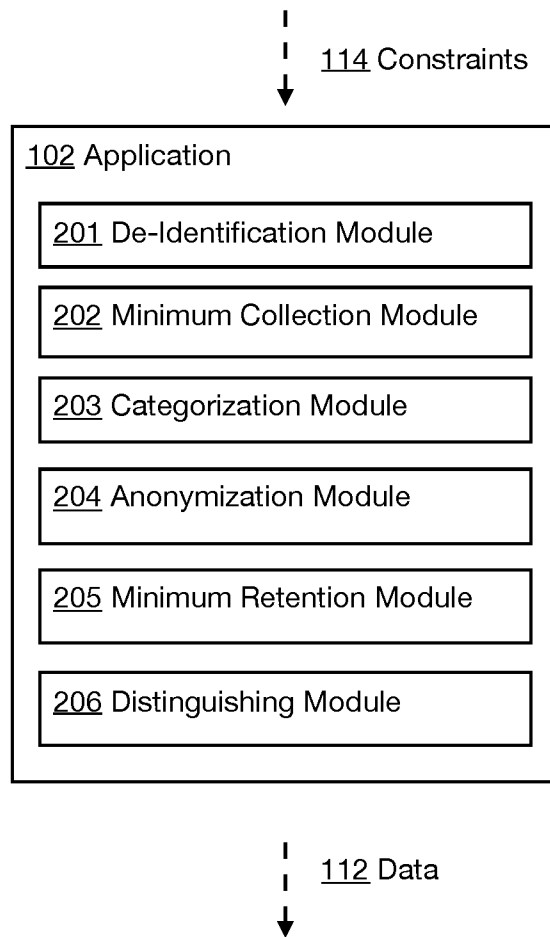 114 Constraints
102 Application
201 De-Identification Module
202 Minimum Collection Module
203 Categorization Module
204 Anonymization Module
205 Minimum Retention Module
206 Distinguishing Module
112 Data